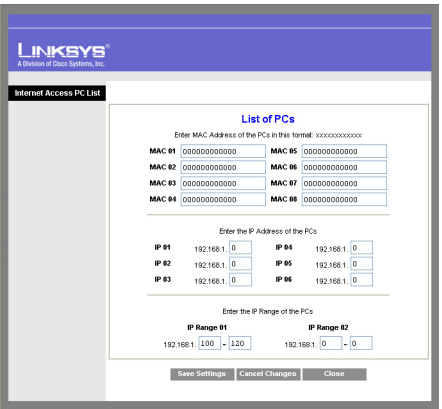 LINKSYS®
A Division of Cisco Systems, Inc.
Internet Access PC List
List of PCs
Enter MAC Address of the PCs in this format: xxxxxxxxxxxx
MAC 01 000000000000 MAC 05 000000000000
MAC 02 000000000000 MAC 06 000000000000
MAC 03 000000000000 MAC 07 000000000000
MAC 04 000000000000 MAC 08 000000000000
Enter the IP Address of the PCs
IP 01 192.168.1. 0 IP 04 192.168.1. 0
IP 02 192.168.1. 0 IP 05 192.168.1. 0
IP 03 192.168.1. 0 IP 06 192.168.1. 0
Enter the IP Range of the PCs
IP Range 01 IP Range 02
192.168.1. 100 - 120 192.168.1. 0 - 0
Save Settings Cancel Changes Close